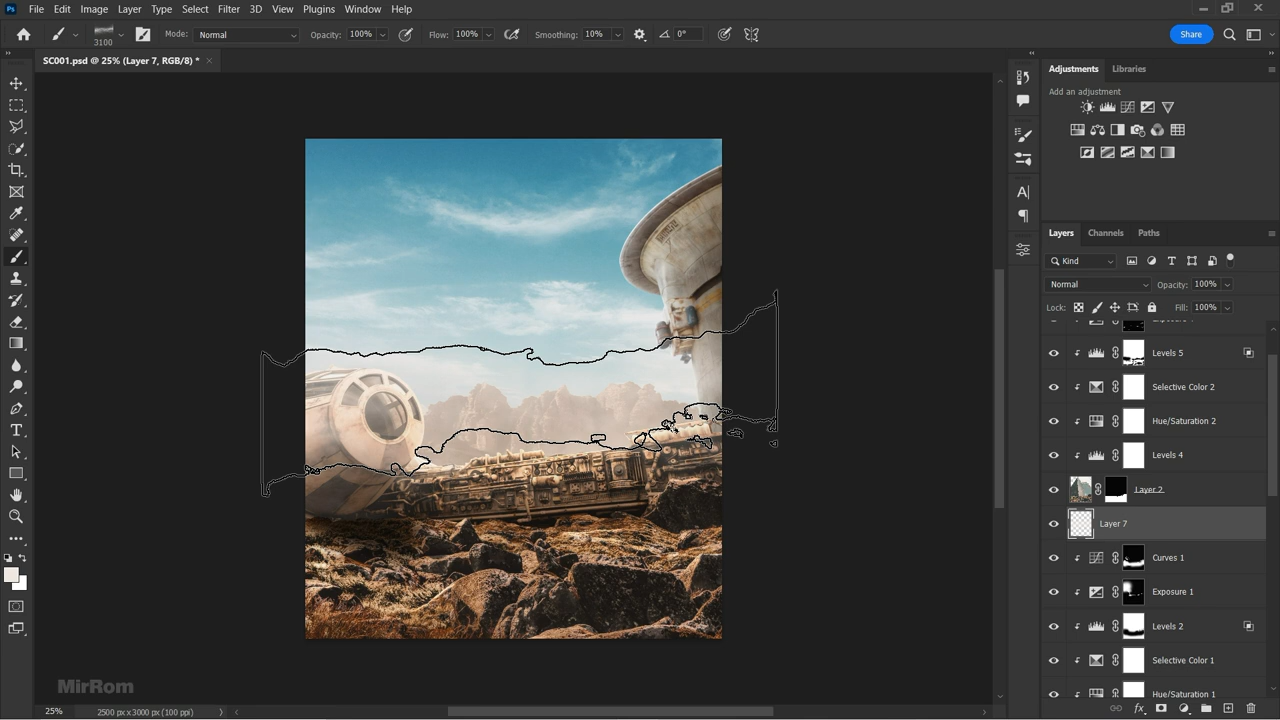 Ps File Edit Image Layer Type Select Filter 3D View Plugins Window Help
3100 Mode: Normal Opacity: 100% Flow: 100% Smoothing: 10% 0° Share
SC001.psd @ 25% (Layer 7, RGB/8) *
Adjustments Libraries
Add an adjustment
Layers Channels Paths
Kind
Normal Opacity: 100%
Lock: Fill: 100%
Levels 5
Selective Color 2
Hue/Saturation 2
Levels 4
Layer 2
Layer 7
Curves 1
Exposure 1
Levels 2
Selective Color 1
Hue/Saturation 1
MirRom
25% 2500 px x 3000 px (100 ppi)